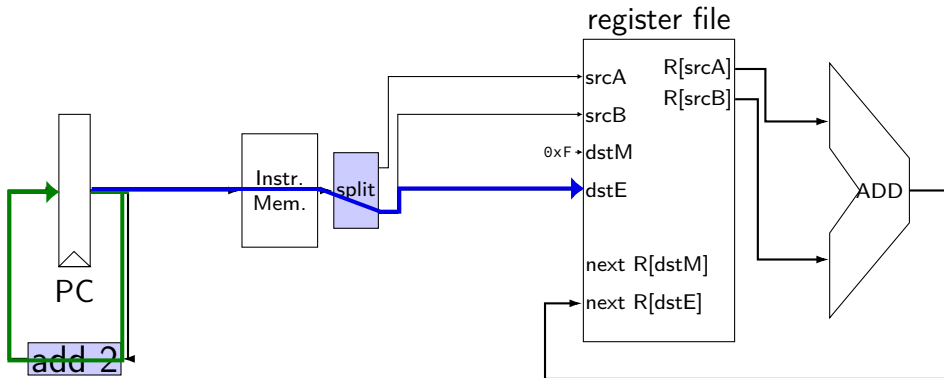 register file
srcA
R[srcA]
R[srcB]
srcB
0xF
dstM
Instr.
Mem.
split
dstE
ADD
next R[dstM]
PC
next R[dstE]
add 2